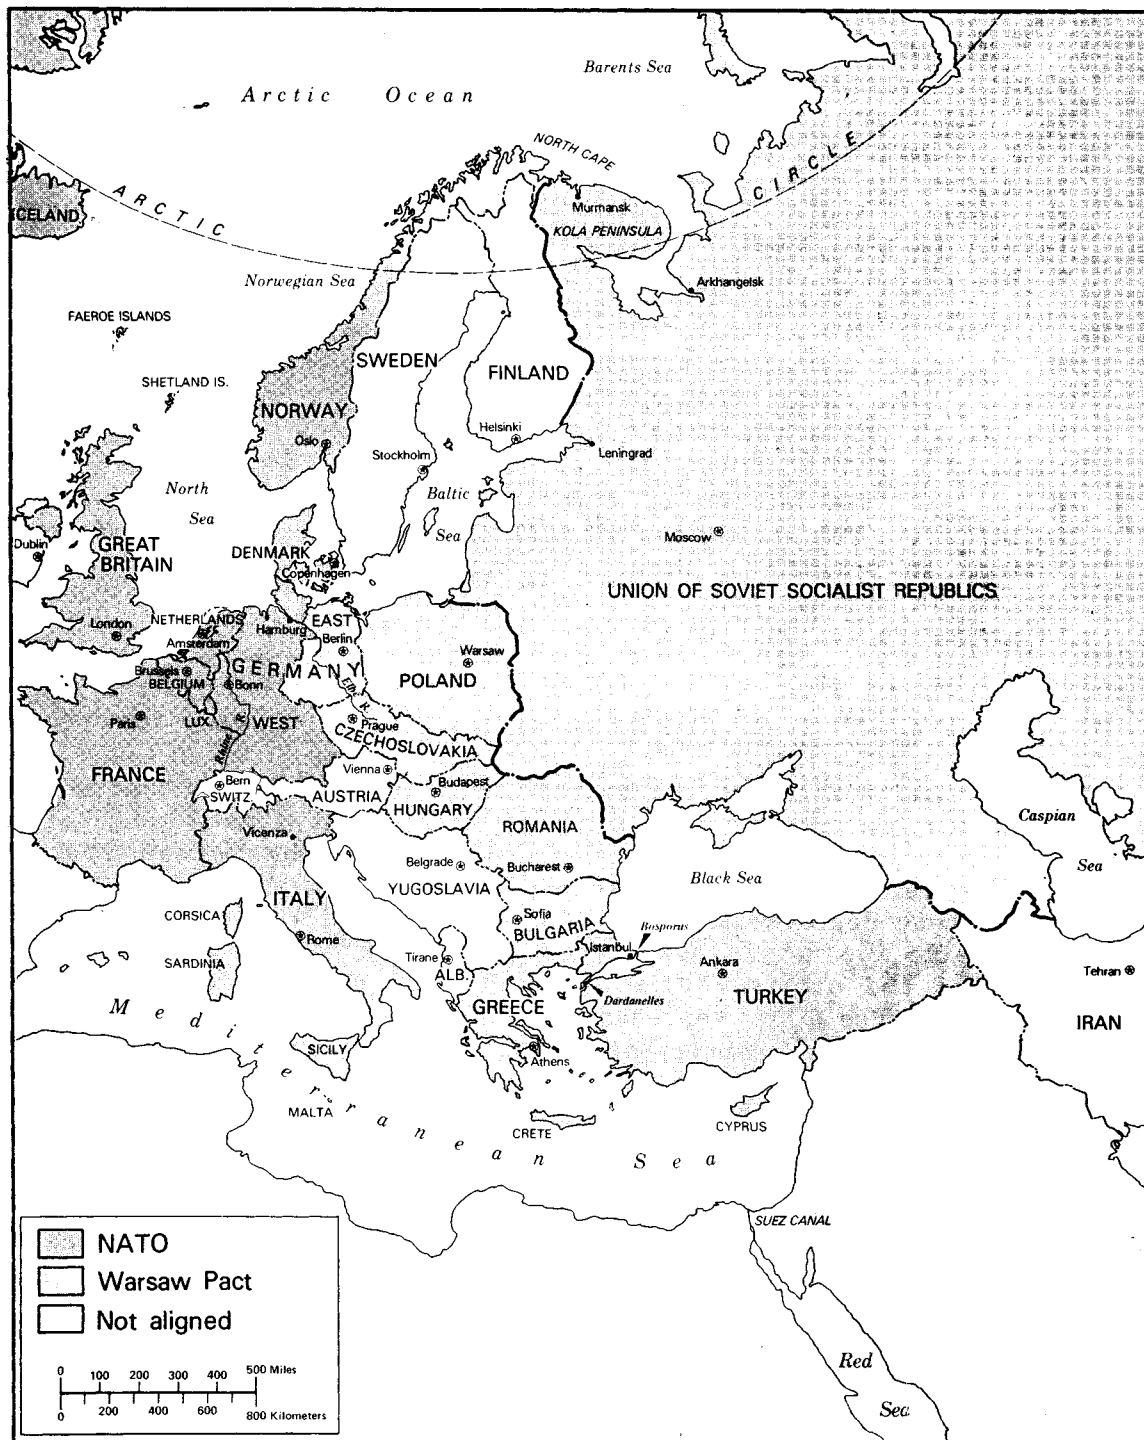 Barents Sea
Arctic Ocean
NORTH CAPE
ARCTIC CIRCLE
Murmansk
KOLA PENINSULA
ICELAND
Arkhangelsk
Norwegian Sea
FAEROE ISLANDS
SWEDEN
FINLAND
SHETLAND IS.
NORWAY
Helsinki
Oslo
Leningrad
Stockholm
North
Sea
Baltic
Sea
Moscow
Dublin
GREAT
BRITAIN
DENMARK
Copenhagen
UNION OF SOVIET SOCIALIST REPUBLICS
NETHERLANDS
London
Amsterdam
Hamburg
EAST
Berlin
Warsaw
Brussels
BELGIUM
GERMANY
Bonn
POLAND
Elbe R.
Paris
LUX.
WEST
Prague
CZECHOSLOVAKIA
Rhine R.
FRANCE
Bern
SWITZ.
Vienna
AUSTRIA
Budapest
HUNGARY
ROMANIA
Caspian
Sea
Vicenza
Belgrade
Bucharest
Black Sea
YUGOSLAVIA
ITALY
CORSICA
Sofia
BULGARIA
Bosporus
Rome
Istanbul
SARDINIA
Tirane
ALB.
Ankara
Tehran
Dardanelles
GREECE
TURKEY
IRAN
Mediterranean Sea
SICILY
Athens
MALTA
CRETE
CYPRUS
SUEZ CANAL
Red
Sea
NATO
Warsaw Pact
Not aligned
0 100 200 300 400 500 Miles
0 200 400 600 800 Kilometers